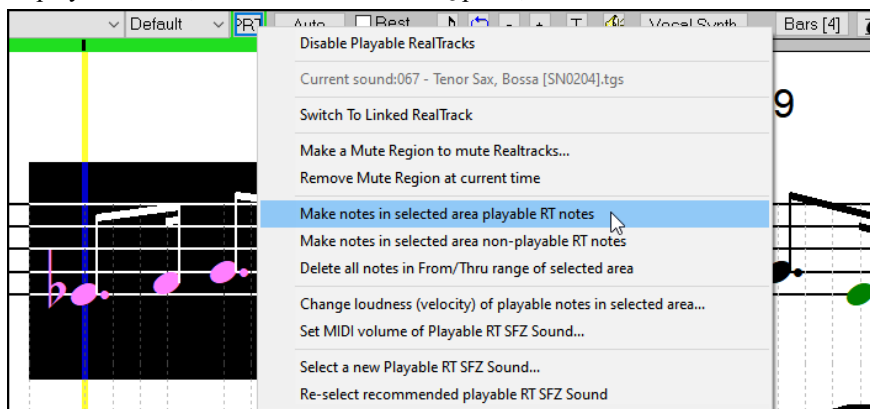 Default PRT Auto Best - + T Vocal Synth Bars [4]
Disable Playable RealTracks
Current sound:067 - Tenor Sax, Bossa [SN0204].tgs
9
Switch To Linked RealTrack
Make a Mute Region to mute Realtracks...
Remove Mute Region at current time
Make notes in selected area playable RT notes
Make notes in selected area non-playable RT notes
Delete all notes in From/Thru range of selected area
Change loudness (velocity) of playable notes in selected area...
Set MIDI volume of Playable RT SFZ Sound...
Select a new Playable RT SFZ Sound...
Re-select recommended playable RT SFZ Sound